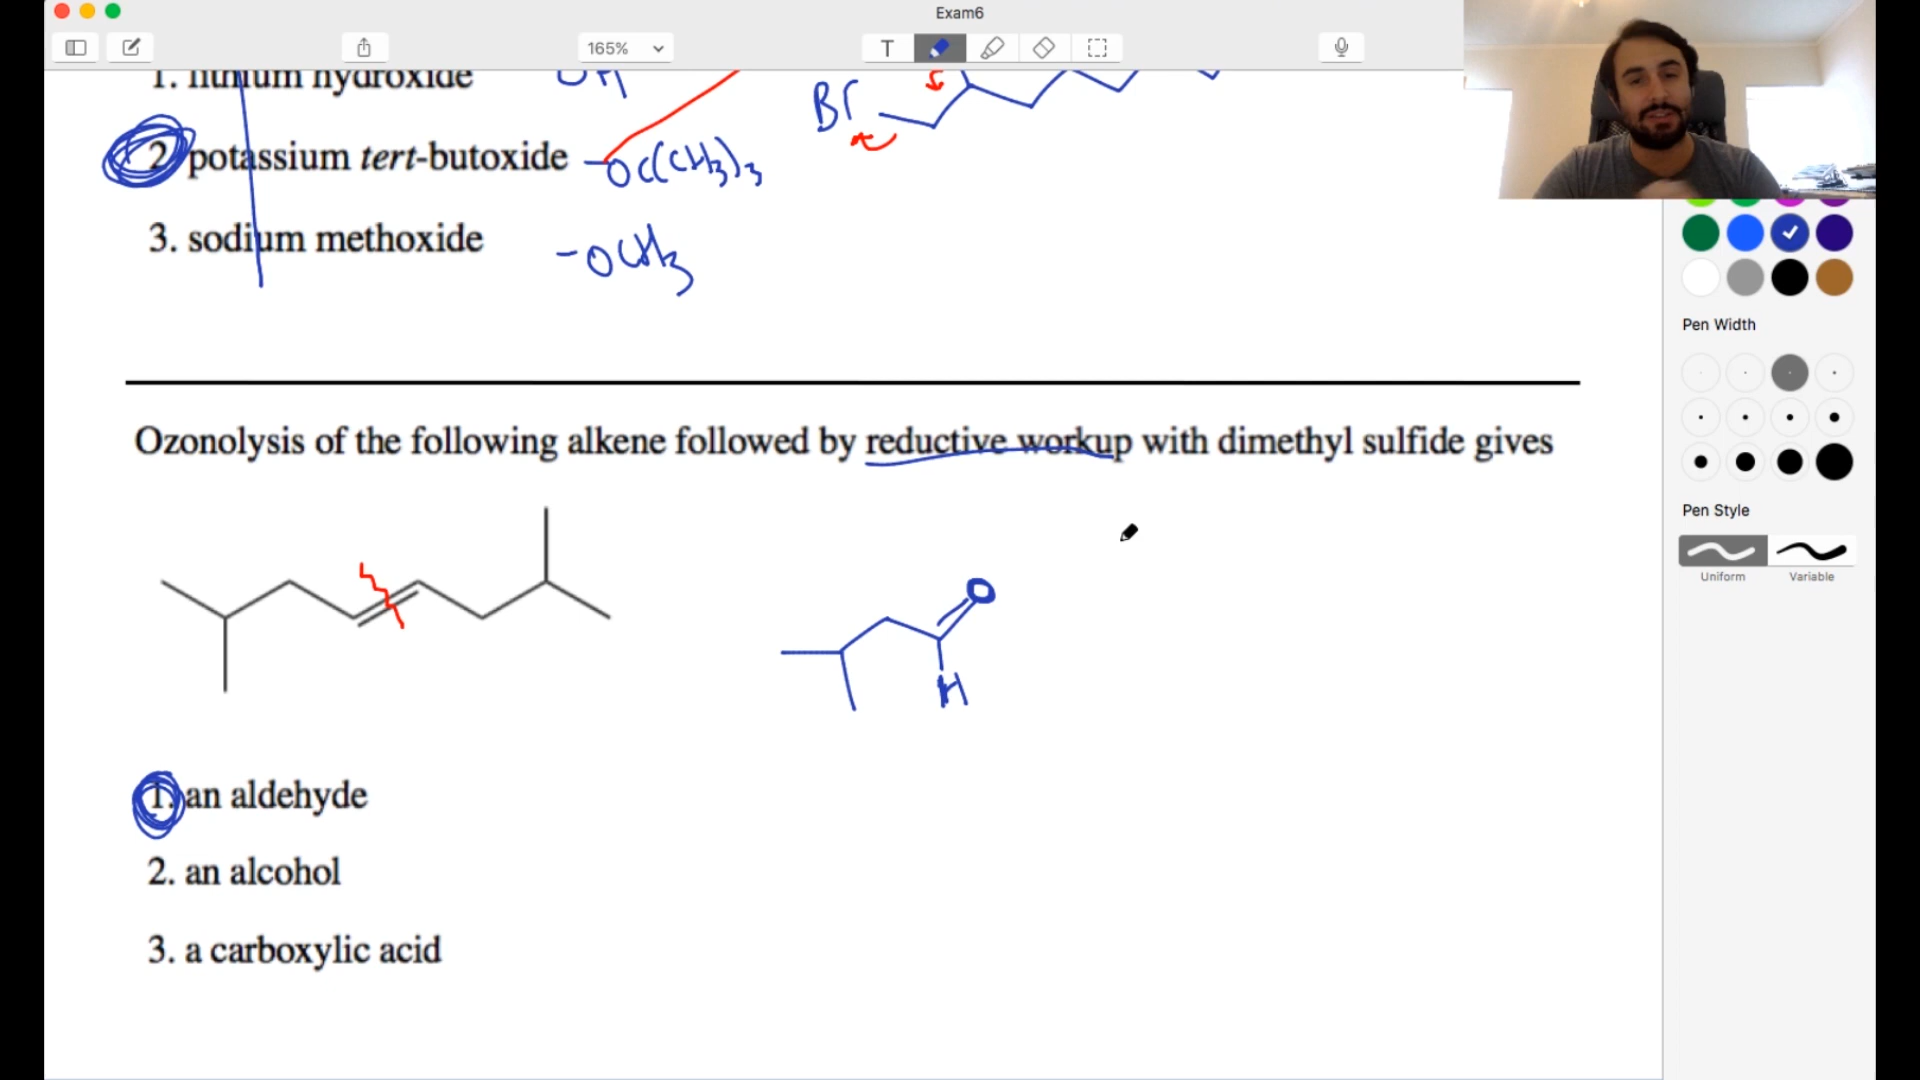 Exam6
165%
T
1. lithium hydroxide OH
Br
2. potassium tert-butoxide -OC(CH3)3
3. sodium methoxide -OCH3
Pen Width
Ozonolysis of the following alkene followed by reductive workup with dimethyl sulfide gives
Pen Style
Uniform Variable
O
H
1. an aldehyde
2. an alcohol
3. a carboxylic acid